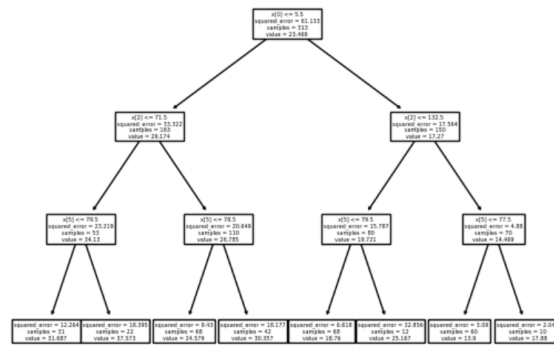 x[0] <= 5.5
squared_error = 61.133
samples = 313
value = 23.469
x[2] <= 71.5
squared_error = 33.322
samples = 163
value = 29.174
x[2] <= 132.5
squared_error = 17.564
samples = 150
value = 17.27
x[5] <= 79.5
squared_error = 23.219
samples = 53
value = 34.13
x[5] <= 78.5
squared_error = 20.649
samples = 110
value = 26.785
x[5] <= 79.5
squared_error = 15.787
samples = 80
value = 19.721
x[5] <= 77.5
squared_error = 4.88
samples = 70
value = 14.469
squared_error = 12.264
samples = 31
value = 31.687
squared_error = 18.395
samples = 22
value = 37.573
squared_error = 9.43
samples = 68
value = 24.579
squared_error = 18.177
samples = 42
value = 30.357
squared_error = 6.618
samples = 68
value = 18.76
squared_error = 32.856
samples = 12
value = 25.167
squared_error = 3.09
samples = 60
value = 13.9
squared_error = 2.04
samples = 10
value = 17.88